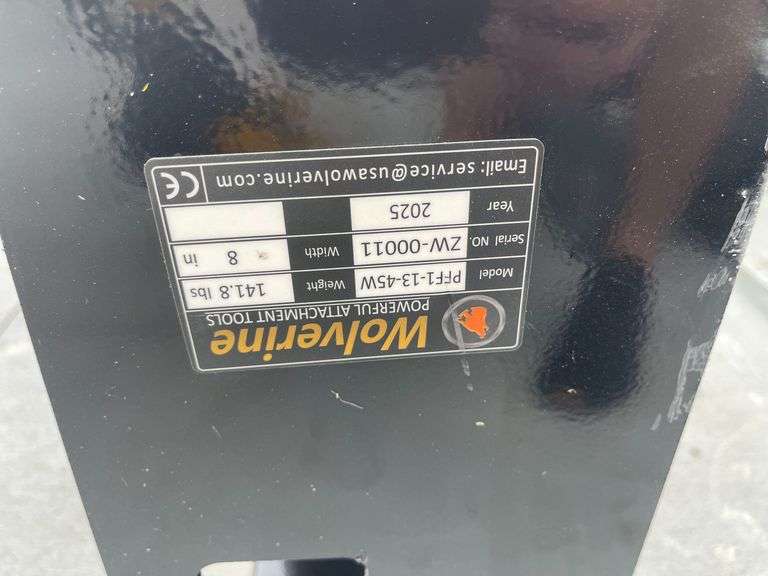 Wolverine
POWERFUL ATTACHMENT TOOLS
Model PFF1-13-45W Weight 141.8 lbs
Serial NO. ZW-00011 Width 8 in
Year 2025
Email: service@usawolverine.com CE